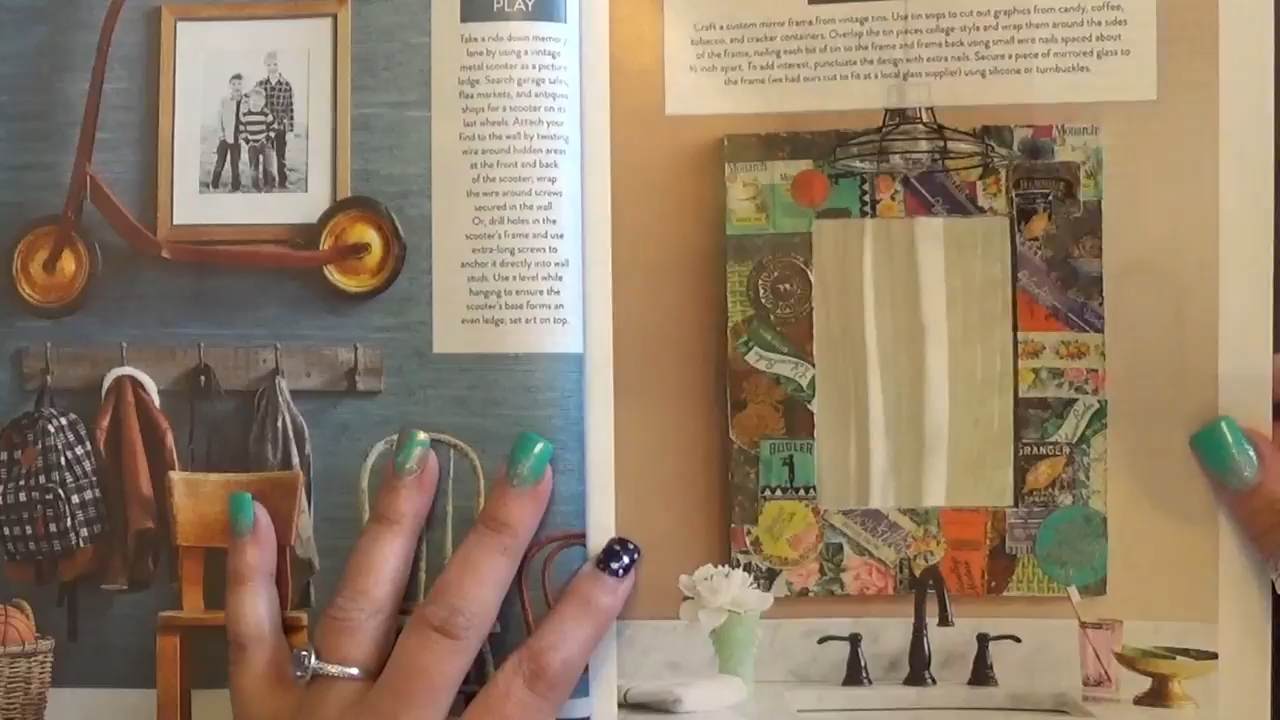 PLAY
Take a ride down memory
lane by using a vintage
metal scooter as a picture
ledge. Search garage sales,
flea markets, and antiques
shops for a scooter on its
last wheels. Attach your
find to the wall by twisting
wire around hidden areas
at the front and back
of the scooter; wrap
the wire around screws
secured in the wall.
Or, drill holes in the
scooter's frame and use
extra-long screws to
anchor it directly into wall
studs. Use a level while
hanging to ensure the
scooter's base forms an
even ledge; set art on top.
Craft a custom mirror frame from vintage tins. Use tin snips to cut out graphics from candy, coffee,
tobacco, and cracker containers. Overlap the tin pieces collage-style and wrap them around the sides
of the frame, nailing each bit of tin to the frame and frame back using small wire nails spaced about
½ inch apart. To add interest, punctuate the design with extra nails. Secure a piece of mirrored glass to
the frame (we had ours cut to fit at a local glass supplier) using silicone or turnbuckles.
Monarch
Monarch
BUGLER
GRANGER